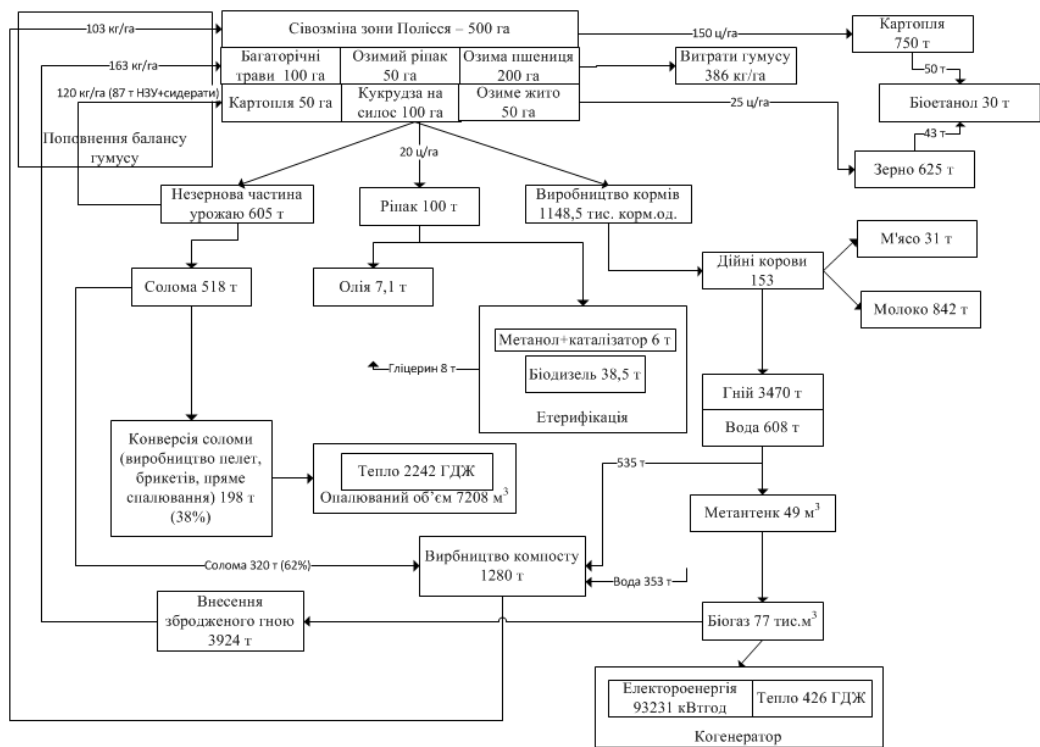 103 кг/га
Сівозміна зони Полісся – 500 га
150 ц/га
Картопля
750 т
163 кг/га
Багаторічні
трави 100 га
Озимий ріпак
50 га
Озима пшениця
200 га
Витрати гумусу
386 кг/га
50 т
120 кг/га (87 т НЗУ+сидерати)
Картопля 50 га
Кукрудза на
силос 100 га
Озиме жито
50 га
25 ц/га
Біоетанол 30 т
Поповнення балансу
гумусу
43 т
20 ц/га
Зерно 625 т
Незернова частина
урожаю 605 т
Ріпак 100 т
Виробництво кормів
1148,5 тис. корм.од.
М'ясо 31 т
Солома 518 т
Олія 7,1 т
Дійні корови
153
Молоко 842 т
Метанол+каталізатор 6 т
Гліцерин 8 т
Біодизель 38,5 т
Етерифікація
Гній 3470 т
Вода 608 т
Конверсія соломи
(виробництво пелет,
брикетів, пряме
спалювання) 198 т
(38%)
Тепло 2242 ГДЖ
Опалюваний об’єм 7208 м³
535 т
Метантенк 49 м³
Солома 320 т (62%)
Вирбництво компосту
1280 т
Вода 353 т
Внесення
збродженого гною
3924 т
Біогаз 77 тис.м³
Електороенергія
93231 кВтгод
Тепло 426 ГДЖ
Когенератор